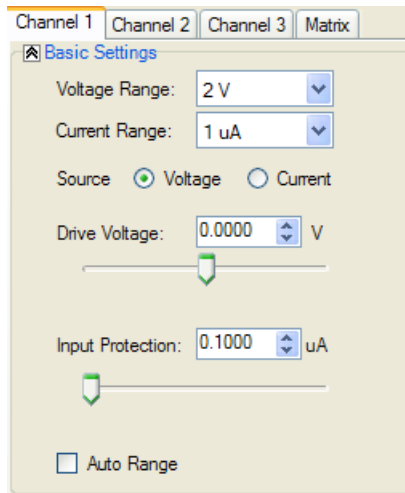 Channel 1 Channel 2 Channel 3 Matrix
Basic Settings
Voltage Range: 2 V
Current Range: 1 uA
Source Voltage Current
Drive Voltage: 0.0000 V
Input Protection: 0.1000 uA
Auto Range